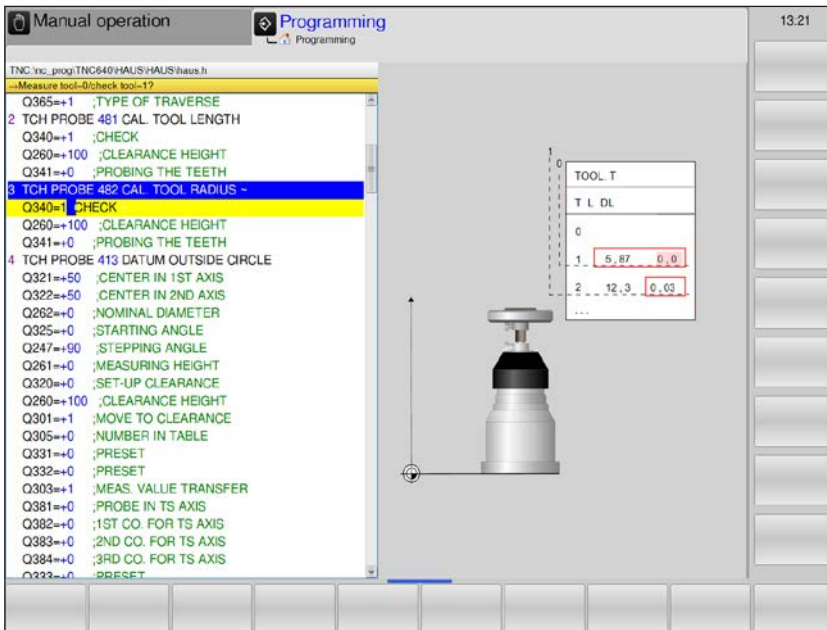 Manual operation
Programming
Programming
13:21
TNC:\nc_prog\TNC640\HAUS\HAUS\haus.h
→Measure tool=0/check tool=1?
Q365=+1 ;TYPE OF TRAVERSE
2 TCH PROBE 481 CAL. TOOL LENGTH
Q340=+1 ;CHECK
Q260=+100 ;CLEARANCE HEIGHT
Q341=+0 ;PROBING THE TEETH
3 TCH PROBE 482 CAL. TOOL RADIUS ~
Q340=1 CHECK
Q260=+100 ;CLEARANCE HEIGHT
Q341=+0 ;PROBING THE TEETH
4 TCH PROBE 413 DATUM OUTSIDE CIRCLE
Q321=+50 ;CENTER IN 1ST AXIS
Q322=+50 ;CENTER IN 2ND AXIS
Q262=+0 ;NOMINAL DIAMETER
Q325=+0 ;STARTING ANGLE
Q247=+90 ;STEPPING ANGLE
Q261=+0 ;MEASURING HEIGHT
Q320=+0 ;SET-UP CLEARANCE
Q260=+100 ;CLEARANCE HEIGHT
Q301=+1 ;MOVE TO CLEARANCE
Q305=+0 ;NUMBER IN TABLE
Q331=+0 ;PRESET
Q332=+0 ;PRESET
Q303=+1 ;MEAS. VALUE TRANSFER
Q381=+0 ;PROBE IN TS AXIS
Q382=+0 ;1ST CO. FOR TS AXIS
Q383=+0 ;2ND CO. FOR TS AXIS
Q384=+0 ;3RD CO. FOR TS AXIS
Q333=+0 ;PRESET
1
0
TOOL.T
T L DL
0
1 5,87 0,0
2 12,3 0,03
...